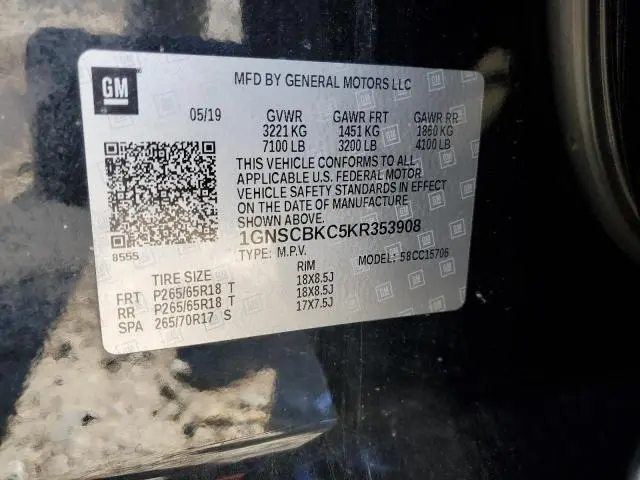 GM
MFD BY GENERAL MOTORS LLC
05/19 GVWR GAWR FRT GAWR RR
3221 KG 1451 KG 1860 KG
7100 LB 3200 LB 4100 LB
THIS VEHICLE CONFORMS TO ALL
APPLICABLE U.S. FEDERAL MOTOR
VEHICLE SAFETY STANDARDS IN EFFECT
ON THE DATE OF MANUFACTURE
SHOWN ABOVE.
1GNSCBKC5KR353908
8555 TYPE: M.P.V. MODEL: 58CC15706
TIRE SIZE RIM
FRT P265/65R18 T 18X8.5J
RR P265/65R18 T 18X8.5J
SPA 265/70R17 S 17X7.5J